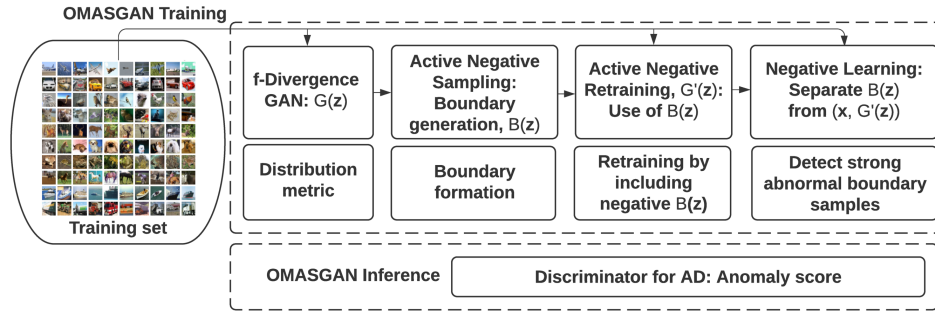 OMASGAN Training
Training set
f-Divergence
GAN: G(z)
Active Negative
Sampling:
Boundary
generation, B(z)
Active Negative
Retraining, G'(z):
Use of B(z)
Negative Learning:
Separate B(z)
from (x, G'(z))
Distribution
metric
Boundary
formation
Retraining by
including
negative B(z)
Detect strong
abnormal boundary
samples
OMASGAN Inference
Discriminator for AD: Anomaly score